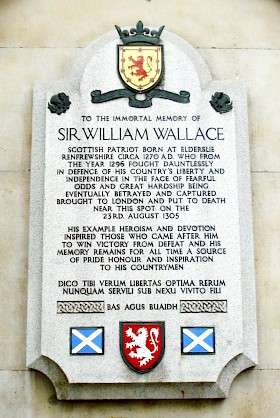 TO THE IMMORTAL MEMORY OF
SIR WILLIAM WALLACE
SCOTTISH PATRIOT BORN AT ELDERSLIE
RENFREWSHIRE CIRCA 1270 A.D. WHO FROM
THE YEAR 1296 FOUGHT DAUNTLESSLY
IN DEFENCE OF HIS COUNTRY'S LIBERTY AND
INDEPENDENCE IN THE FACE OF FEARFUL
ODDS AND GREAT HARDSHIP BEING
EVENTUALLY BETRAYED AND CAPTURED
BROUGHT TO LONDON AND PUT TO DEATH
NEAR THIS SPOT ON THE
23RD. AUGUST 1305
HIS EXAMPLE HEROISM AND DEVOTION
INSPIRED THOSE WHO CAME AFTER HIM
TO WIN VICTORY FROM DEFEAT AND HIS
MEMORY REMAINS FOR ALL TIME A SOURCE
OF PRIDE HONOUR AND INSPIRATION
TO HIS COUNTRYMEN
DICO TIBI VERUM LIBERTAS OPTIMA RERUM
NUNQUAM SERVILI SUB NEXU VIVITO FILI
BAS AGUS BUAIDH